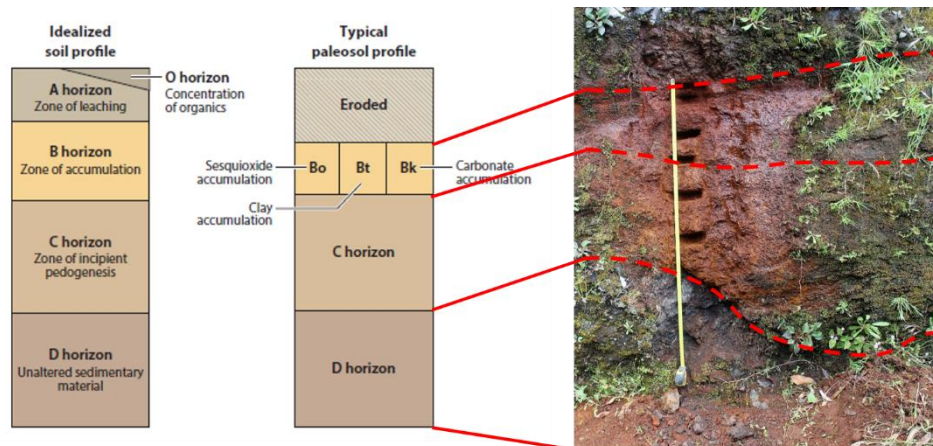 Idealized
soil profile
O horizon
Concentration
of organics
A horizon
Zone of leaching
B horizon
Zone of accumulation
C horizon
Zone of incipient
pedogenesis
D horizon
Unaltered sedimentary
material
Typical
paleosol profile
Eroded
Sesquioxide
accumulation
Bo
Bt
Bk
Carbonate
accumulation
Clay
accumulation
C horizon
D horizon